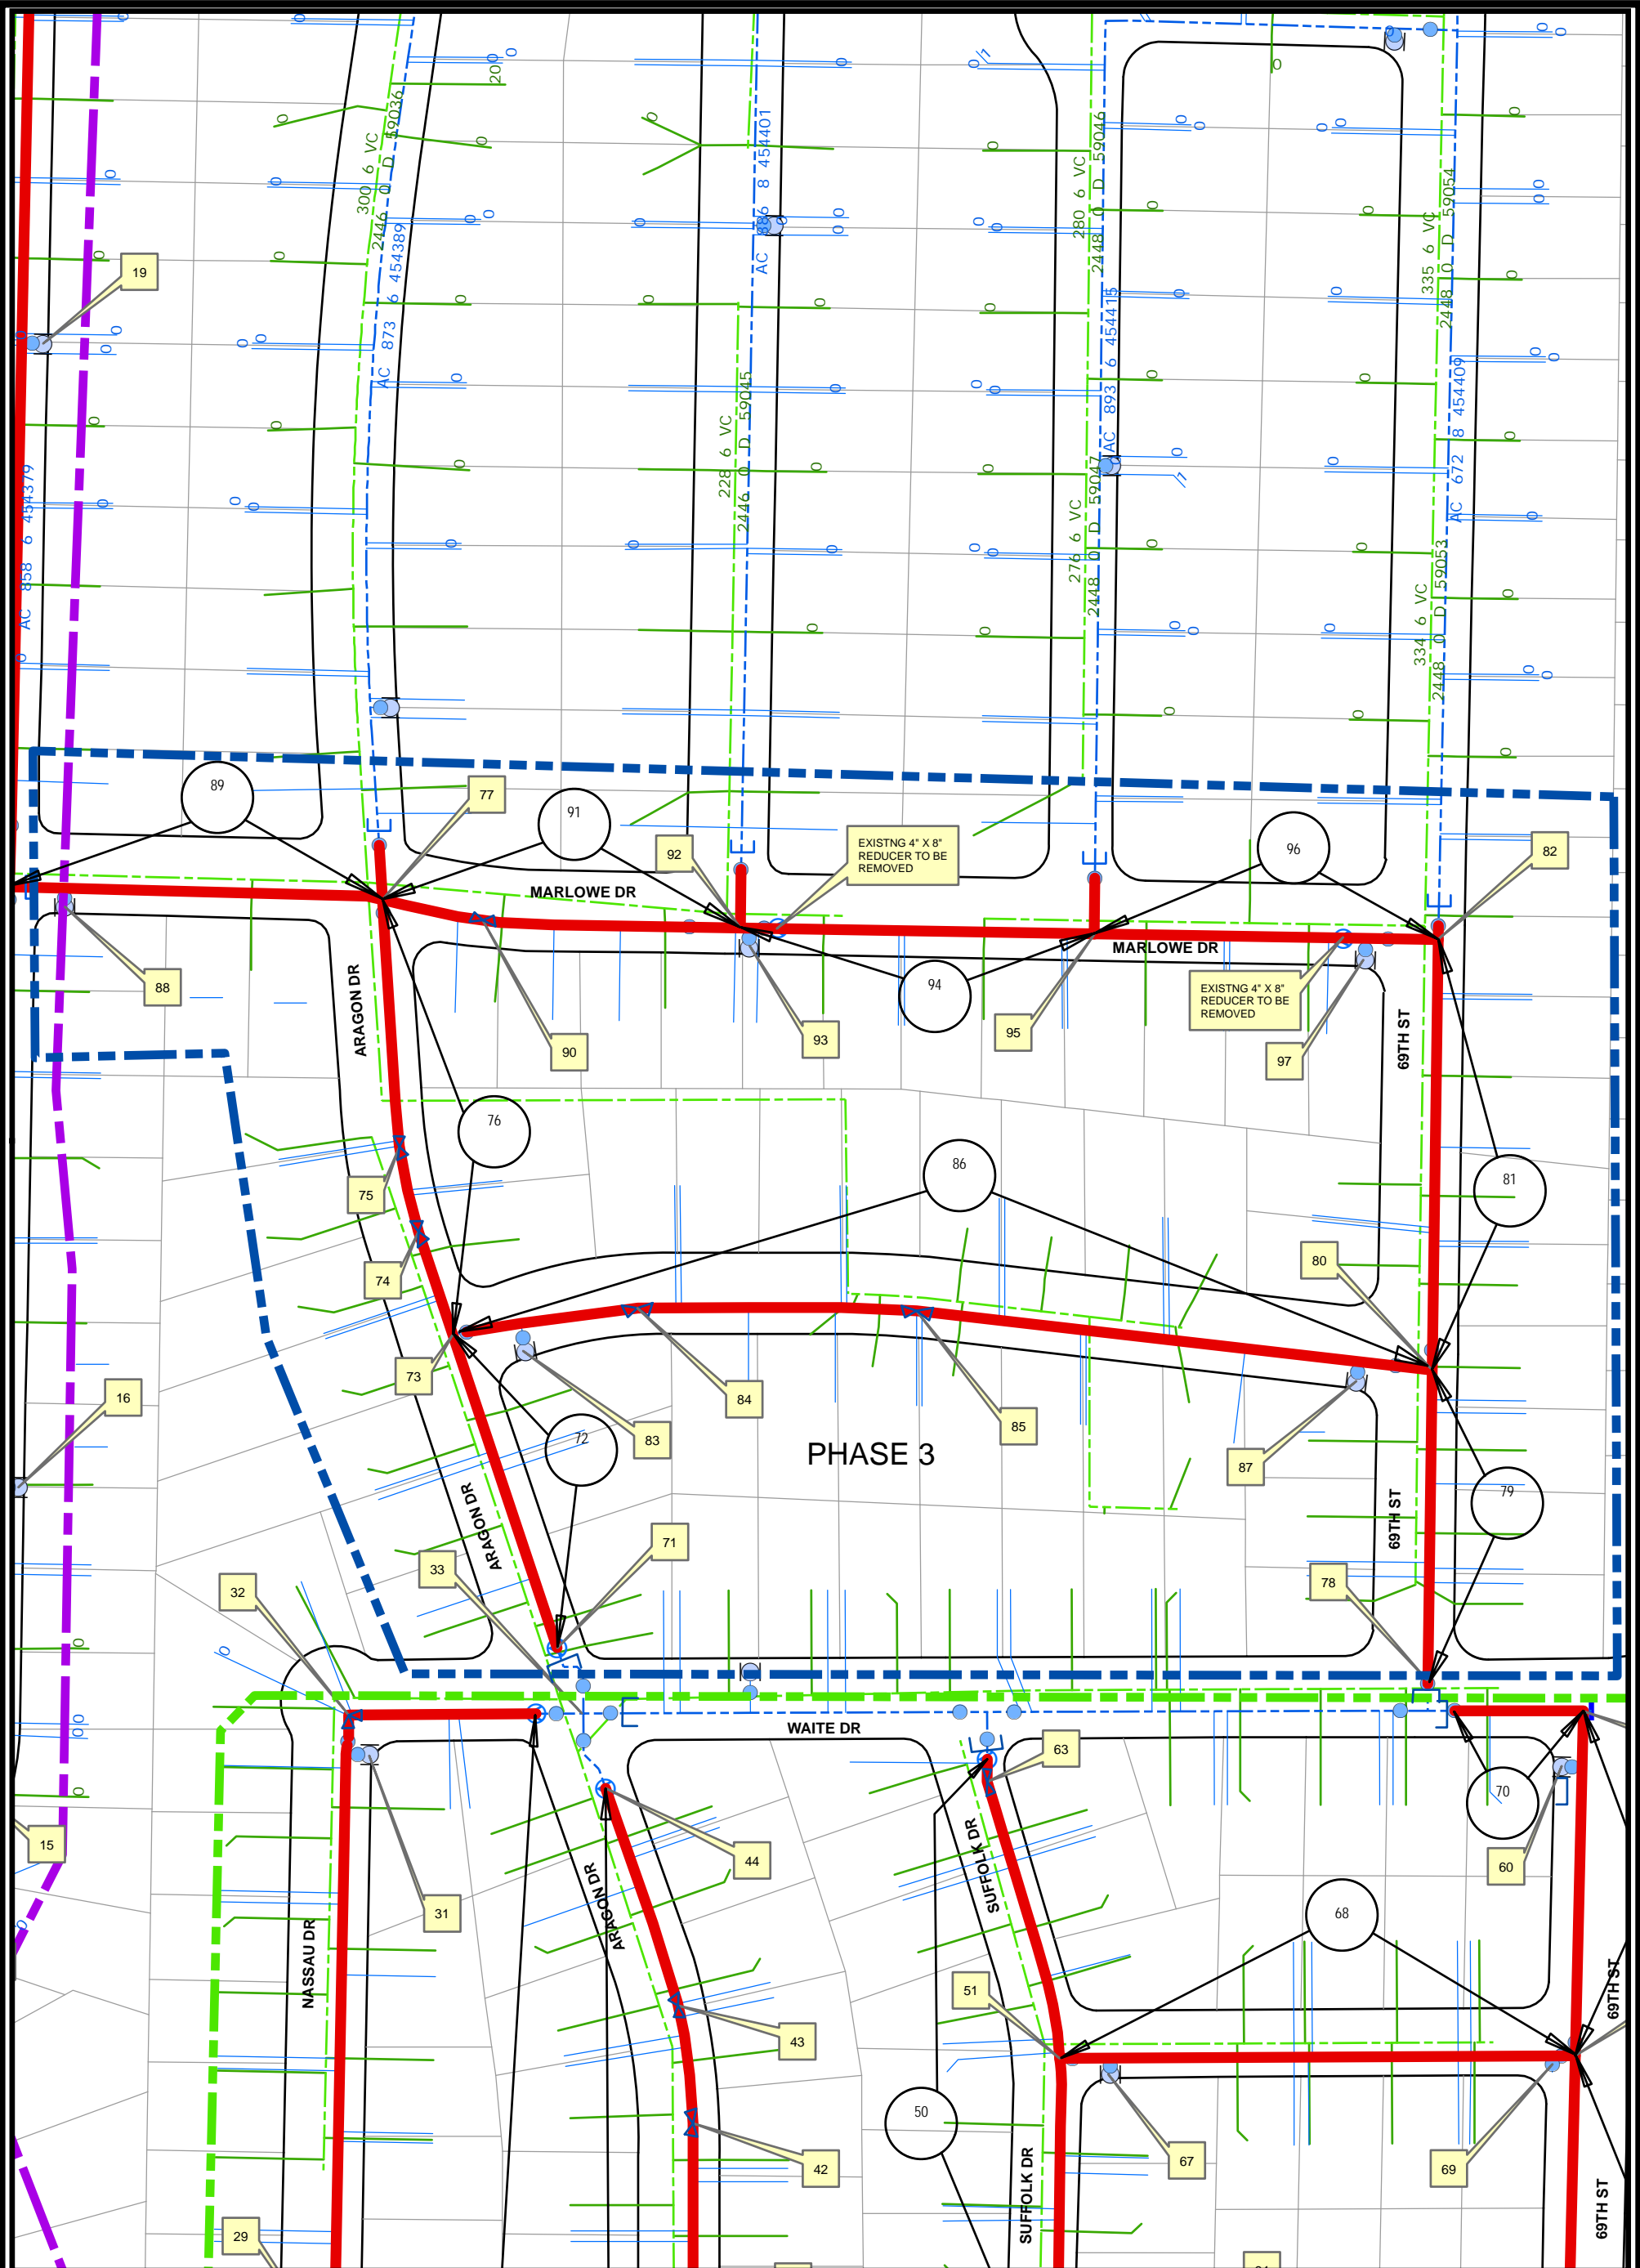 300 6 VC
2446 0 D 59036
AC 873 6 454389
20
AC 886 8 454401
280 6 VC
2448 0 D 59046
335 6 VC
2448 0 D 59054
19
AC 893 6 454415
AC 672 8 454409
228 6 VC
2446 0 D 59045
276 6 VC
2448 0 D 59047
334 6 VC
2448 0 D 59053
AC 858 6 454379
89
77
91
92
EXISTNG 4" X 8"
REDUCER TO BE
REMOVED
96
82
MARLOWE DR
MARLOWE DR
88
ARAGON DR
90
93
94
95
EXISTNG 4" X 8"
REDUCER TO BE
REMOVED
97
69TH ST
76
75
86
81
74
80
73
72
83
84
85
87
16
PHASE 3
79
69TH ST
ARAGON DR
71
33
32
78
WAITE DR
63
70
60
15
44
31
ARAGON DR
SUFFOLK DR
NASSAU DR
68
51
43
69TH ST
50
42
67
69
SUFFOLK DR
69TH ST
29